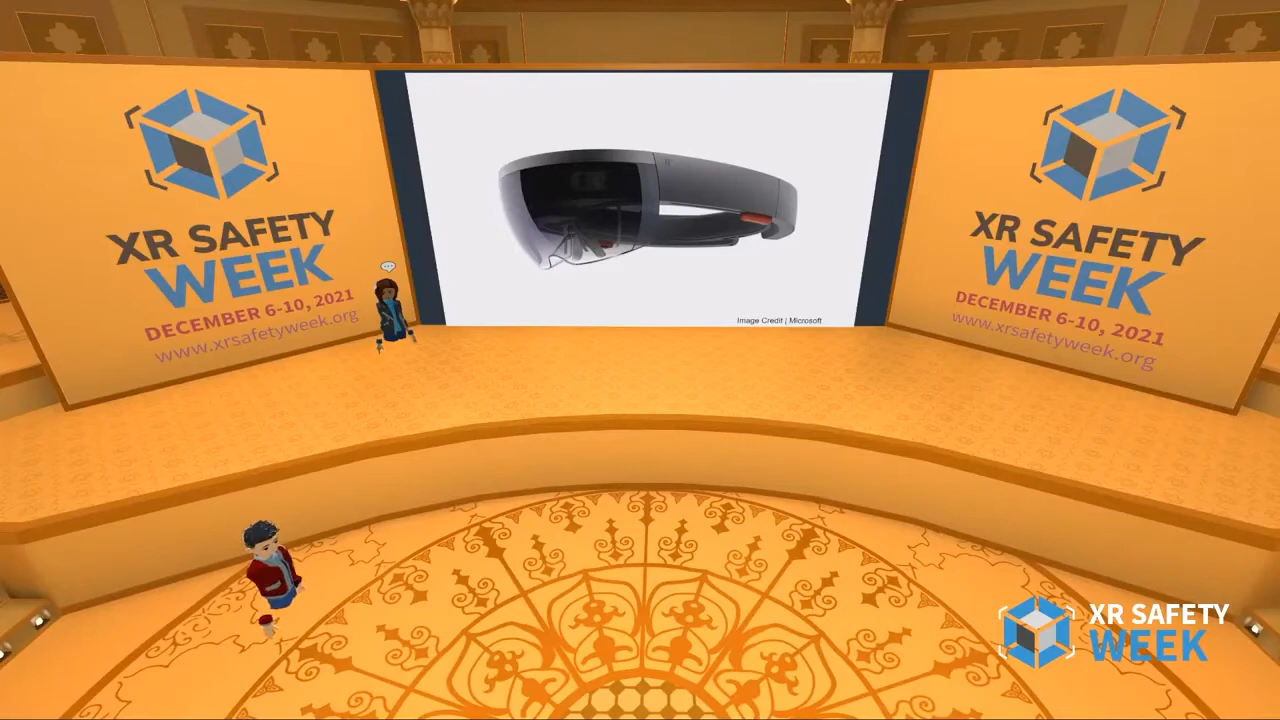 XR SAFETY
WEEK
DECEMBER 6-10, 2021
www.xrsafetyweek.org
Image Credit | Microsoft
XR SAFETY
WEEK
DECEMBER 6-10, 2021
www.xrsafetyweek.org
XR SAFETY
WEEK